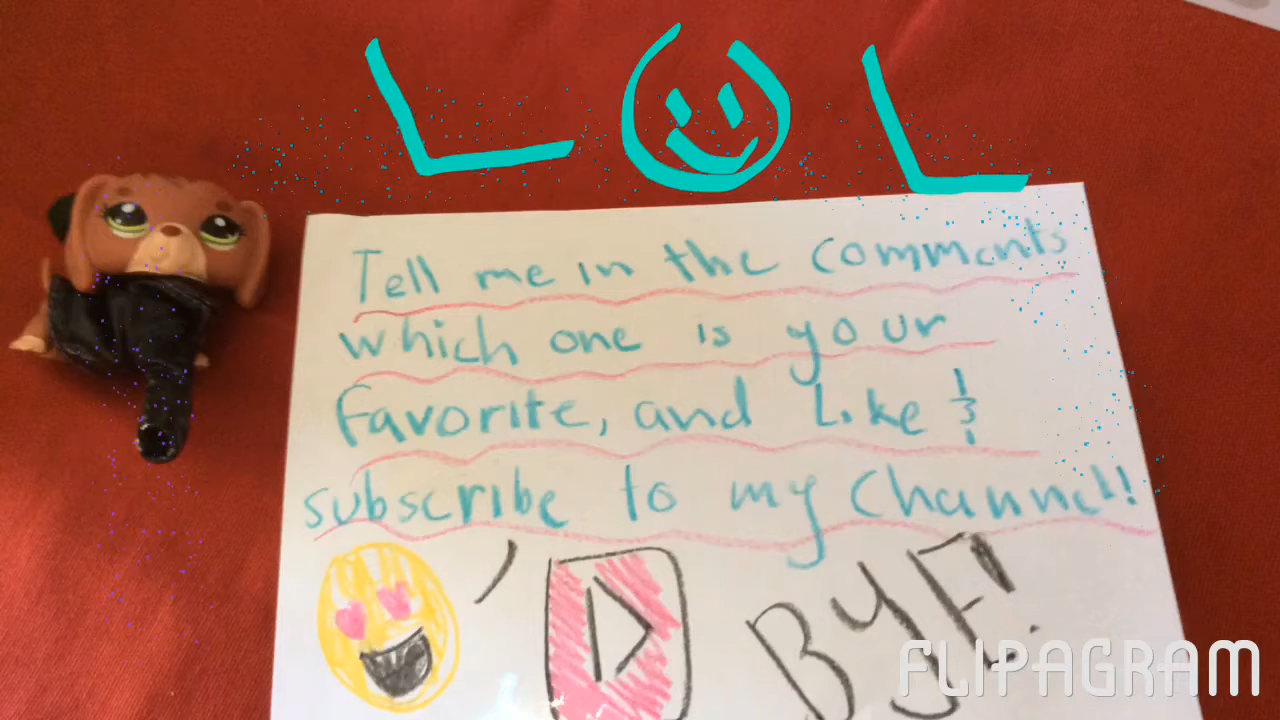 LOL
Tell me in the comments
which one is your
favorite, and like &
subscribe to my channel!
BYE!
FLIPAGRAM